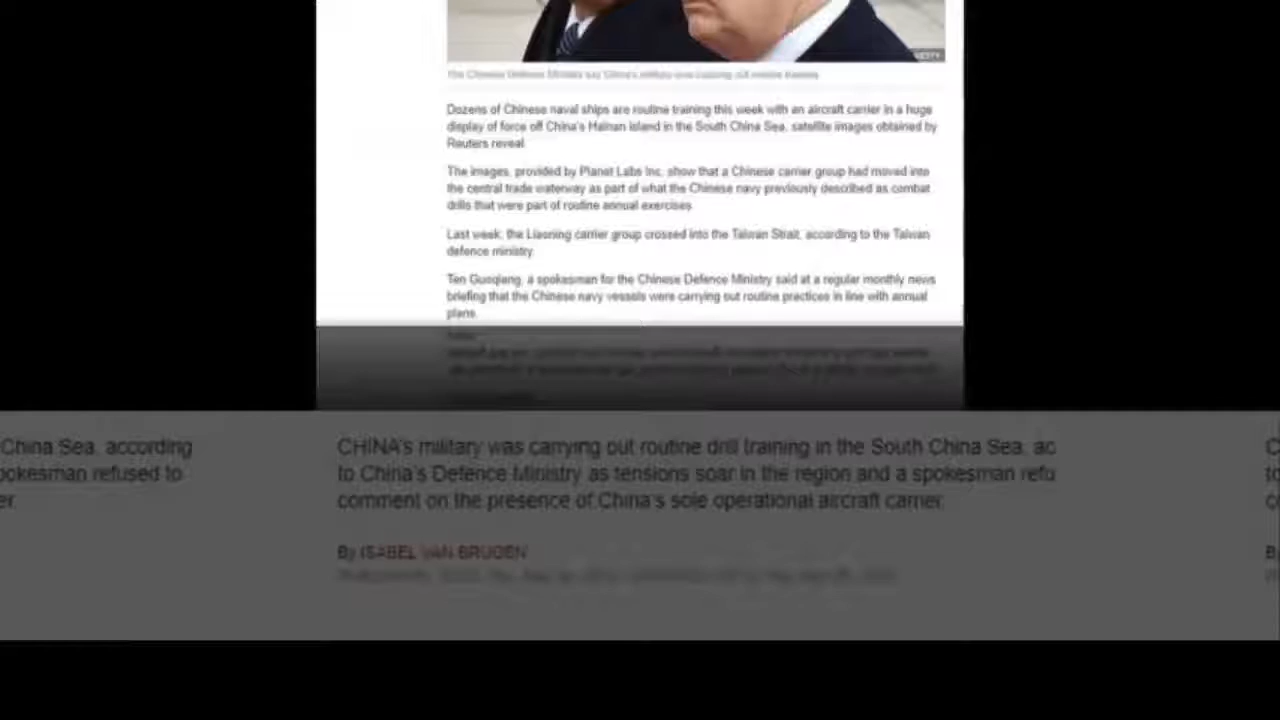 GETTY
The Chinese Defence Ministry say China's military was carrying out routine training
Dozens of Chinese naval ships are routine training this week with an aircraft carrier in a huge
display of force off China's Hainan island in the South China Sea, satellite images obtained by
Reuters reveal.
The images, provided by Planet Labs Inc, show that a Chinese carrier group had moved into
the central trade waterway as part of what the Chinese navy previously described as combat
drills that were part of routine annual exercises.
Last week, the Liaoning carrier group crossed into the Taiwan Strait, according to the Taiwan
defence ministry.
Ten Guoqiang, a spokesman for the Chinese Defence Ministry said at a regular monthly news
briefing that the Chinese navy vessels were carrying out routine practices in line with annual
plans.
China Sea, according
pokesman refused to
er.
CHINA's military was carrying out routine drill training in the South China Sea, ac
to China's Defence Ministry as tensions soar in the region and a spokesman refu
comment on the presence of China's sole operational aircraft carrier.
By ISABEL VAN BRUGEN
C
to
c
B